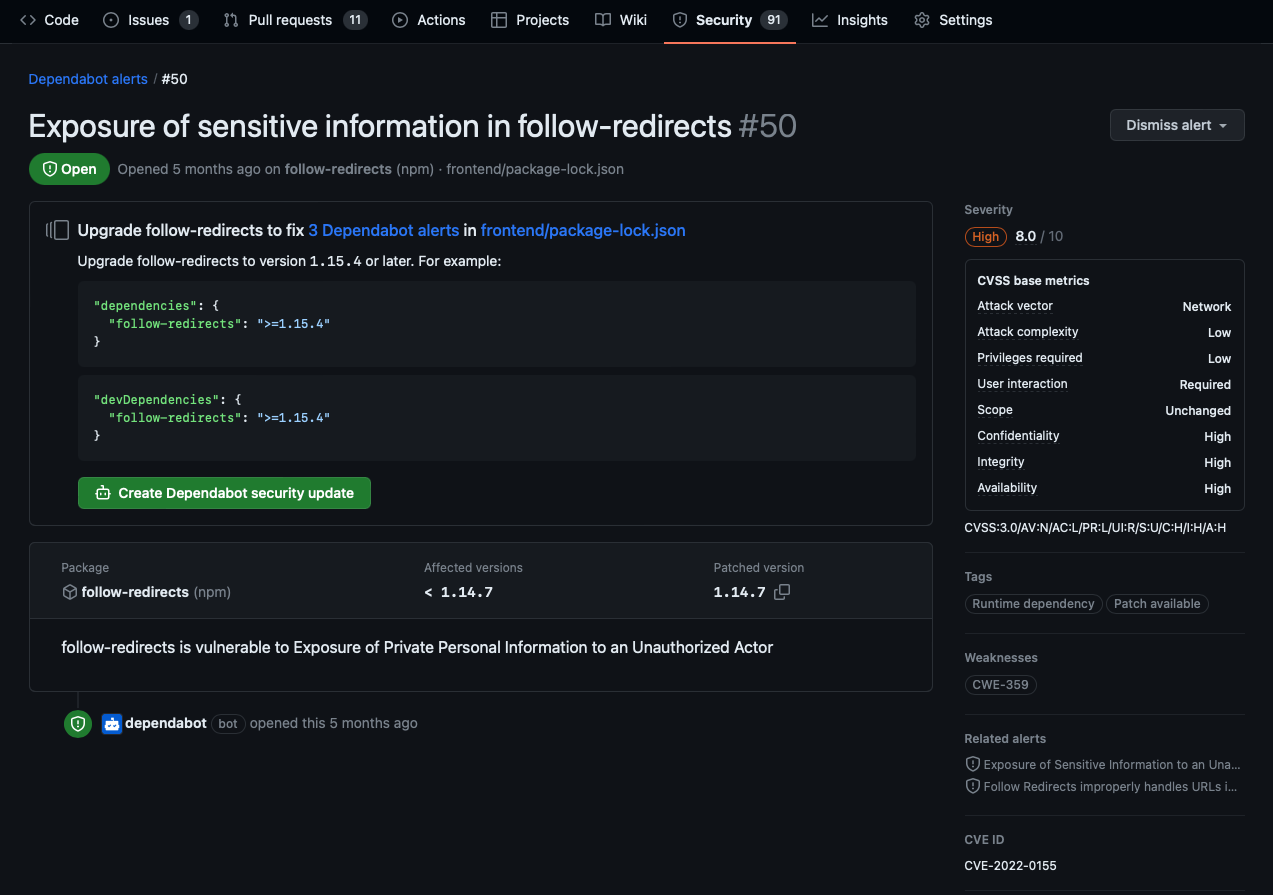 Code Issues 1 Pull requests 11 Actions Projects Wiki Security 91 Insights Settings
Dependabot alerts / #50
Exposure of sensitive information in follow-redirects #50
Dismiss alert
Open Opened 5 months ago on follow-redirects (npm) · frontend/package-lock.json
Upgrade follow-redirects to fix 3 Dependabot alerts in frontend/package-lock.json
Upgrade follow-redirects to version 1.15.4 or later. For example:
"dependencies": {
"follow-redirects": ">=1.15.4"
}
"devDependencies": {
"follow-redirects": ">=1.15.4"
}
Create Dependabot security update
Package Affected versions Patched version
follow-redirects (npm) < 1.14.7 1.14.7
follow-redirects is vulnerable to Exposure of Private Personal Information to an Unauthorized Actor
dependabot bot opened this 5 months ago
Severity
High 8.0 / 10
CVSS base metrics
Attack vector Network
Attack complexity Low
Privileges required Low
User interaction Required
Scope Unchanged
Confidentiality High
Integrity High
Availability High
CVSS:3.0/AV:N/AC:L/PR:L/UI:R/S:U/C:H/I:H/A:H
Tags
Runtime dependency Patch available
Weaknesses
CWE-359
Related alerts
Exposure of Sensitive Information to an Una...
Follow Redirects improperly handles URLs i...
CVE ID
CVE-2022-0155